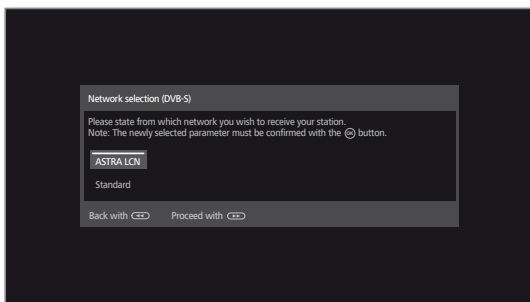 Network selection (DVB-S)
Please state from which network you wish to receive your station.
Note: The newly selected parameter must be confirmed with the OK button.
ASTRA LCN
Standard
Back with ◀◀ Proceed with ▶▶